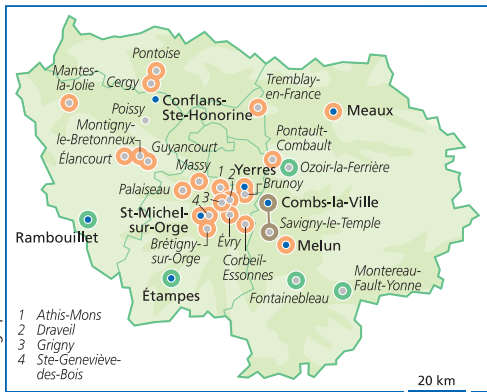 Pontoise
Mantes-
la-Jolie
Cergy
Tremblay-
en-France
Conflans-
Ste-Honorine
Meaux
Poissy
Montigny-
le-Bretonneux
Guyancourt
Pontault-
Combault
Élancourt
Massy
1
2
Yerres
Ozoir-la-Ferrière
Brunoy
Palaiseau
4
3
Combs-la-Ville
St-Michel-
sur-Orge
Savigny-le-Temple
Rambouillet
Brétigny-
sur-Orge
Évry
Melun
Corbeil-
Essonnes
Étampes
Fontainebleau
Montereau-
Fault-Yonne
1 Athis-Mons
2 Draveil
3 Grigny
4 Ste-Geneviève-
des-Bois
20 km